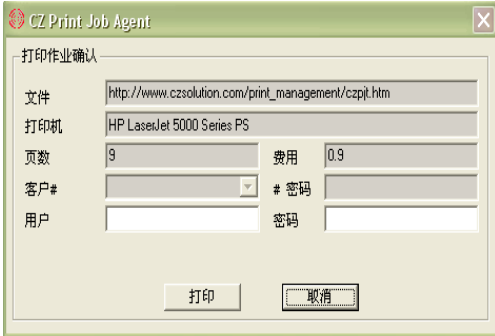 CZ Print Job Agent
打印作业确认
文件 http://www.czsolution.com/print_management/czpjt.htm
打印机 HP LaserJet 5000 Series PS
页数 9 费用 0.9
客户# # 密码
用户 密码
打印 取消